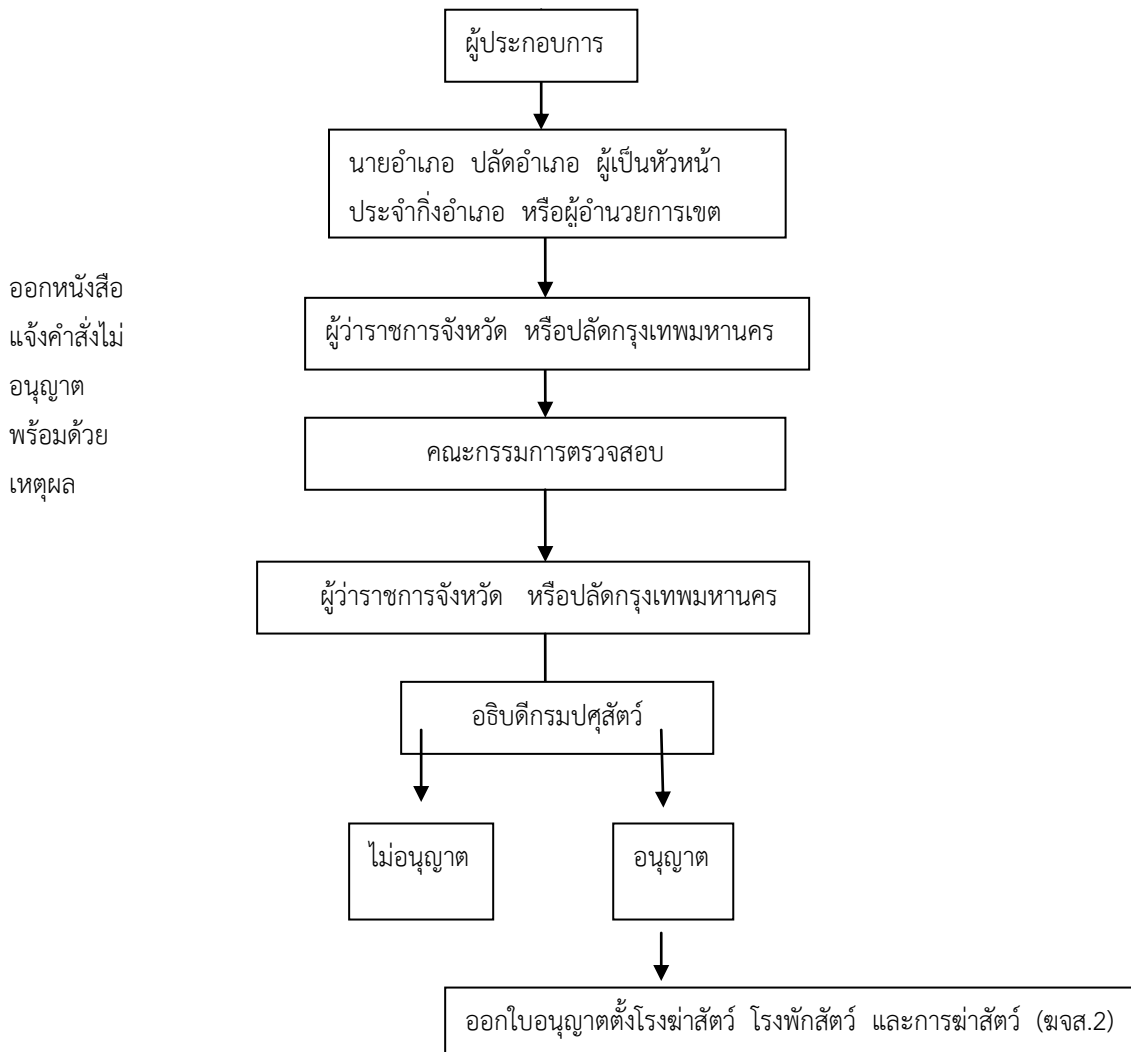 ผู้ประกอบการ
นายอำเภอ ปลัดอำเภอ ผู้เป็นหัวหน้า
ประจำกิ่งอำเภอ หรือผู้อำนวยการเขต
ออกหนังสือ
แจ้งคำสั่งไม่
อนุญาต
พร้อมด้วย
เหตุผล
ผู้ว่าราชการจังหวัด หรือปลัดกรุงเทพมหานคร
คณะกรรมการตรวจสอบ
ผู้ว่าราชการจังหวัด หรือปลัดกรุงเทพมหานคร
อธิบดีกรมปศุสัตว์
ไม่อนุญาต
อนุญาต
ออกใบอนุญาตตั้งโรงฆ่าสัตว์ โรงพักสัตว์ และการฆ่าสัตว์ (ฆจส.2)